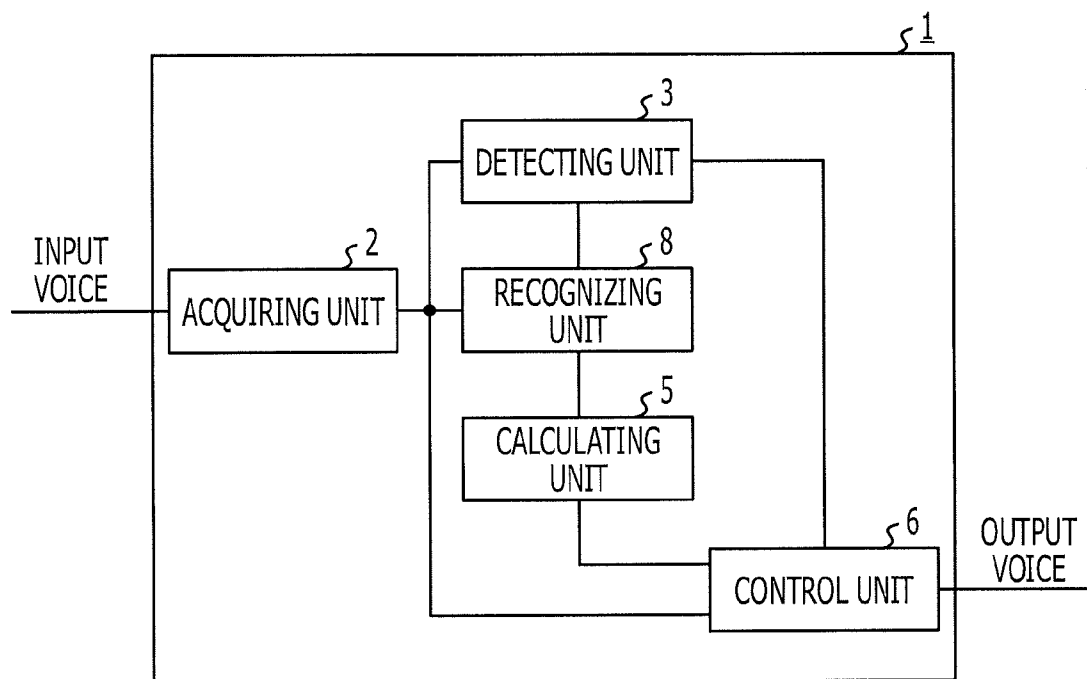 1
3
DETECTING UNIT
INPUT
VOICE
2
ACQUIRING UNIT
8
RECOGNIZING
UNIT
5
CALCULATING
UNIT
6
CONTROL UNIT
OUTPUT
VOICE